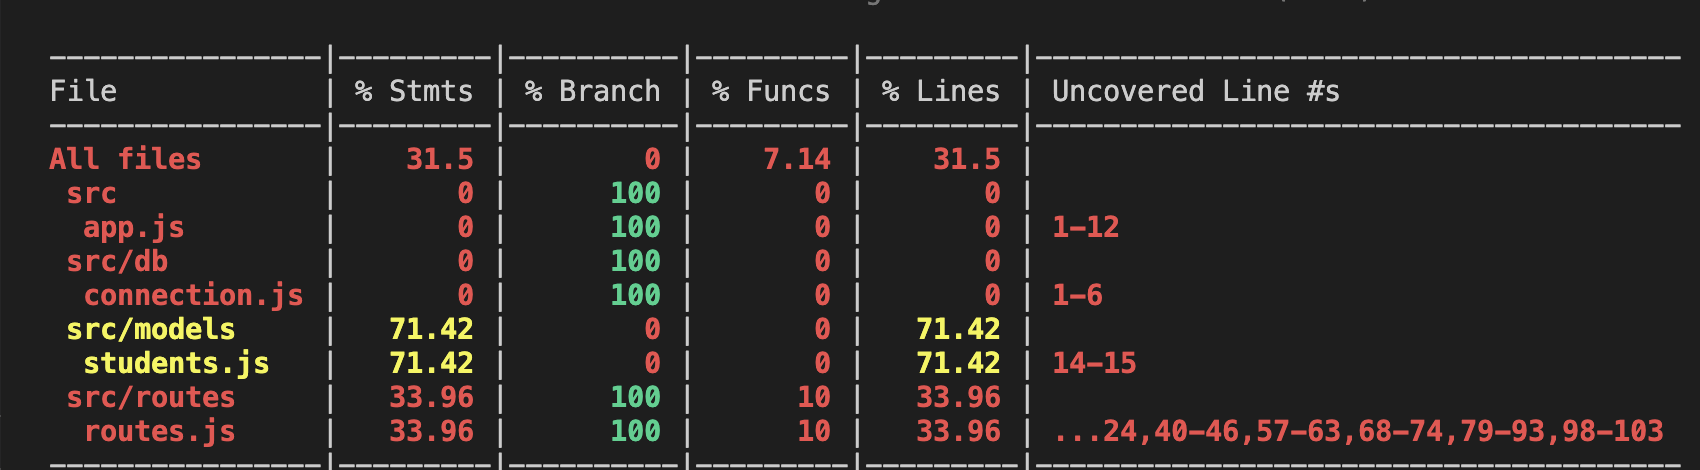 File | % Stmts | % Branch | % Funcs | % Lines | Uncovered Line #s
All files | 31.5 | 0 | 7.14 | 31.5 |
src | 0 | 100 | 0 | 0 |
app.js | 0 | 100 | 0 | 0 | 1-12
src/db | 0 | 100 | 0 | 0 |
connection.js | 0 | 100 | 0 | 0 | 1-6
src/models | 71.42 | 0 | 0 | 71.42 |
students.js | 71.42 | 0 | 0 | 71.42 | 14-15
src/routes | 33.96 | 100 | 10 | 33.96 |
routes.js | 33.96 | 100 | 10 | 33.96 | ...24,40-46,57-63,68-74,79-93,98-103